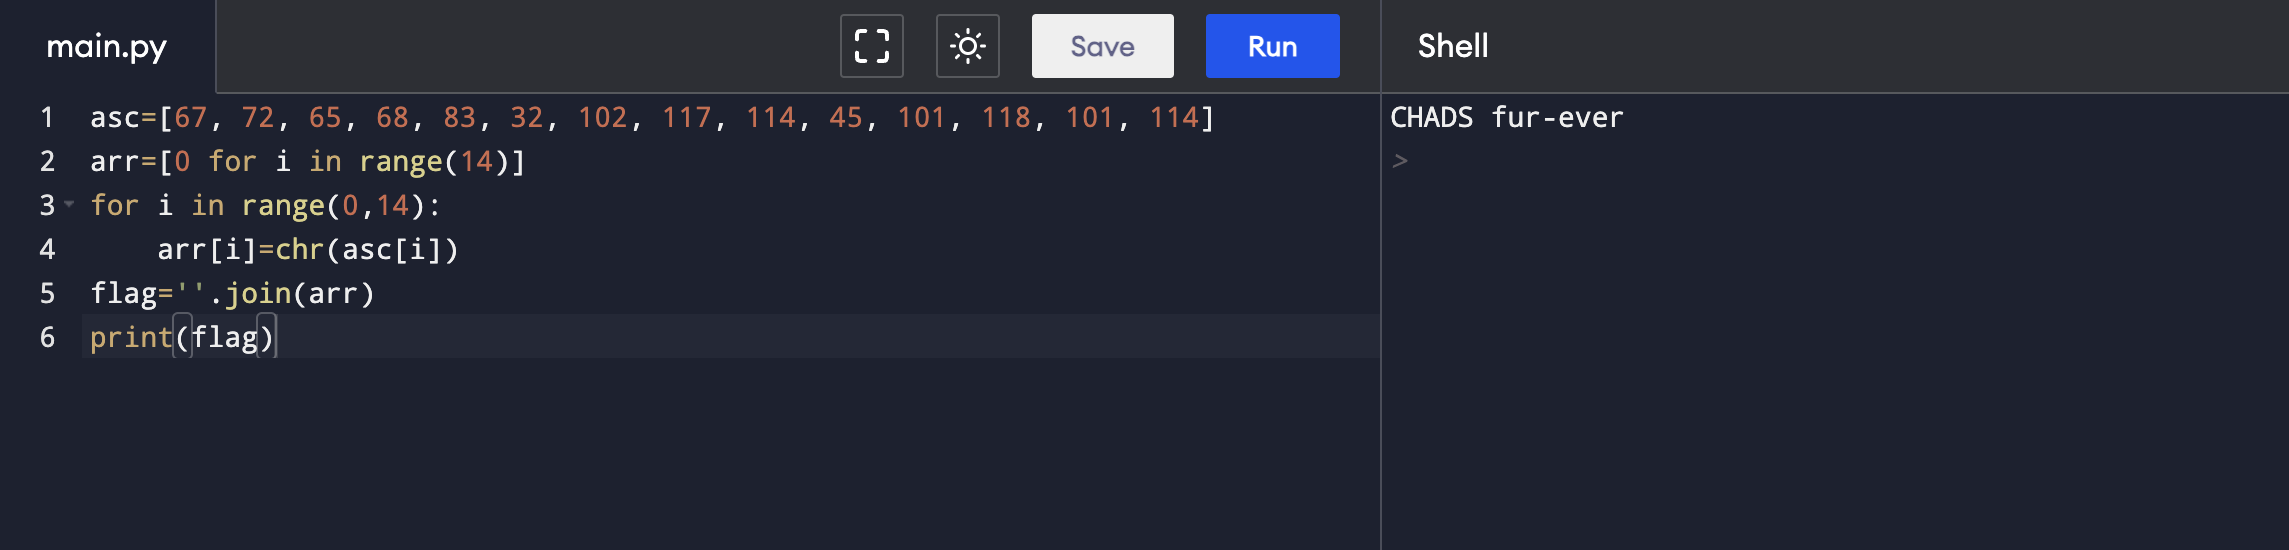 main.py
Save
Run
Shell
1 asc=[67, 72, 65, 68, 83, 32, 102, 117, 114, 45, 101, 118, 101, 114]
2 arr=[0 for i in range(14)]
3 for i in range(0,14):
4     arr[i]=chr(asc[i])
5 flag=''.join(arr)
6 print(flag)
CHADS fur-ever
>